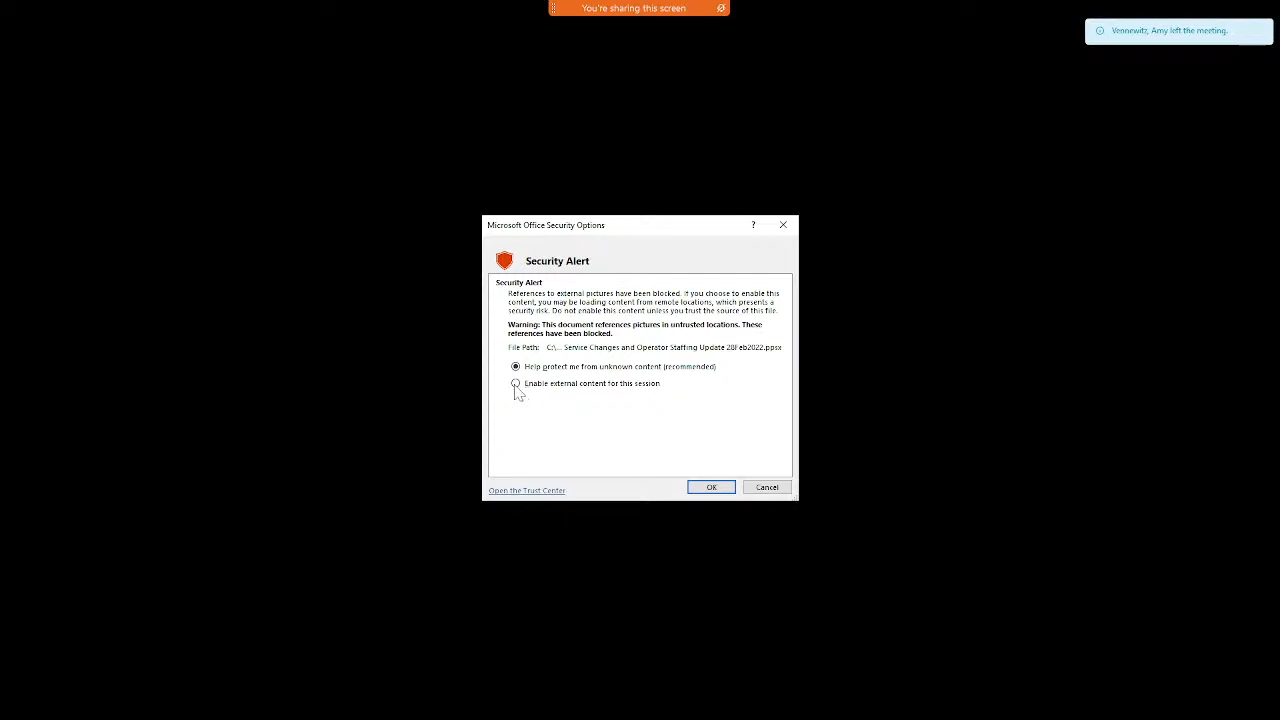 You're sharing this screen
Vennewitz, Amy left the meeting.
Microsoft Office Security Options
?
Security Alert
Security Alert
References to external pictures have been blocked. If you choose to enable this
content, you may be loading content from remote locations, which presents a
security risk. Do not enable this content unless you trust the source of this file.
Warning: This document references pictures in untrusted locations. These
references have been blocked.
File Path: C:\... Service Changes and Operator Staffing Update 28Feb2022.ppsx
Help protect me from unknown content (recommended)
Enable external content for this session
Open the Trust Center
OK
Cancel